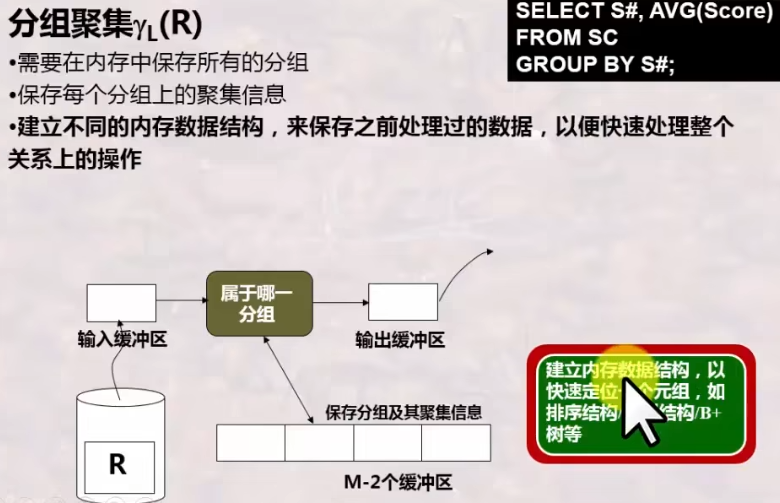 分组聚集γL(R)
SELECT S#, AVG(Score)
FROM SC
GROUP BY S#;
•需要在内存中保存所有的分组
•保存每个分组上的聚集信息
•建立不同的内存数据结构，来保存之前处理过的数据，以便快速处理整个
关系上的操作
属于哪一
分组
输入缓冲区
输出缓冲区
建立内存数据结构，以
快速定位 个元组，如
排序结构/ 结构/B+
树等
保存分组及其聚集信息
R
M-2个缓冲区